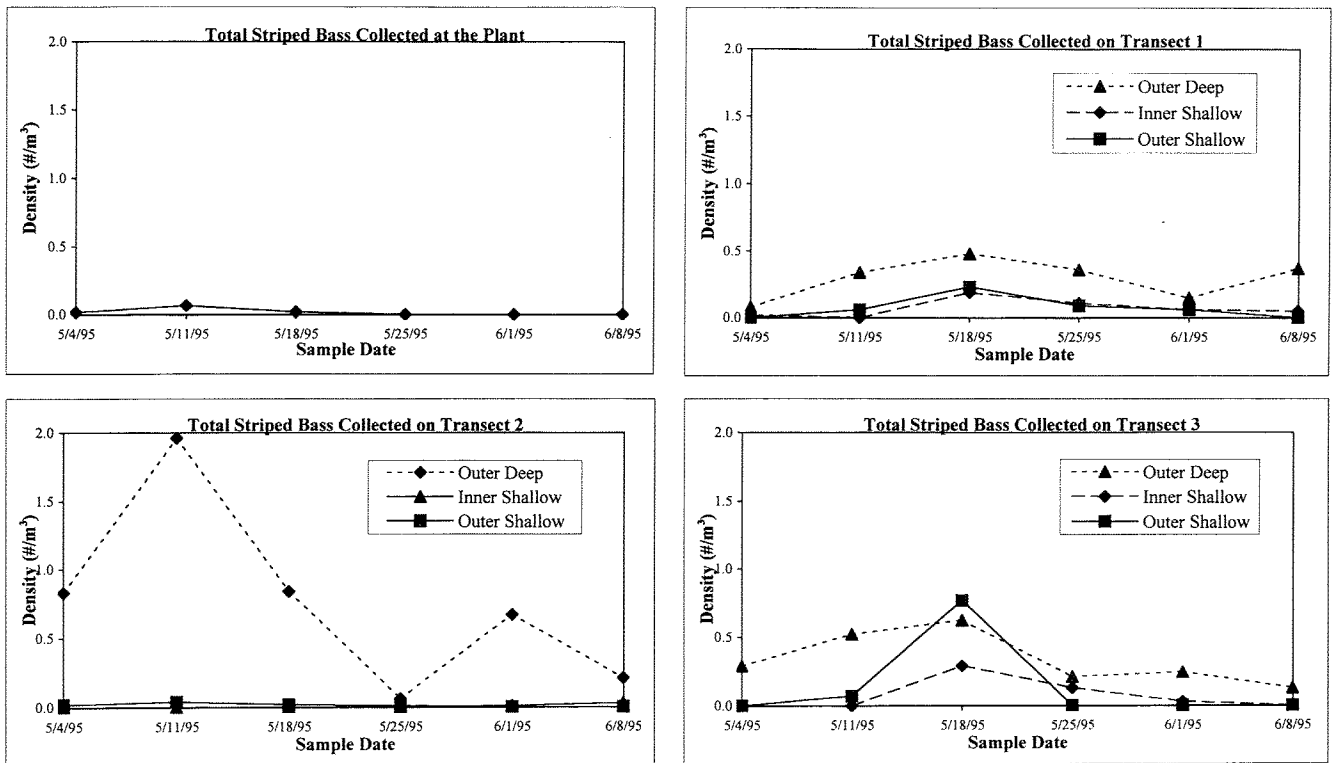 Total Striped Bass Collected at the Plant
Density (#/m³)
2.0
1.5
1.0
0.5
0.0
5/4/95 5/11/95 5/18/95 5/25/95 6/1/95 6/8/95
Sample Date
Total Striped Bass Collected on Transect 1
Outer Deep
Inner Shallow
Outer Shallow
Density (#/m³)
2.0
1.5
1.0
0.5
0.0
5/4/95 5/11/95 5/18/95 5/25/95 6/1/95 6/8/95
Sample Date
Total Striped Bass Collected on Transect 2
Outer Deep
Inner Shallow
Outer Shallow
Density (#/m³)
2.0
1.5
1.0
0.5
0.0
5/4/95 5/11/95 5/18/95 5/25/95 6/1/95 6/8/95
Sample Date
Total Striped Bass Collected on Transect 3
Outer Deep
Inner Shallow
Outer Shallow
Density (#/m³)
2.0
1.5
1.0
0.5
0.0
5/4/95 5/11/95 5/18/95 5/25/95 6/1/95 6/8/95
Sample Date